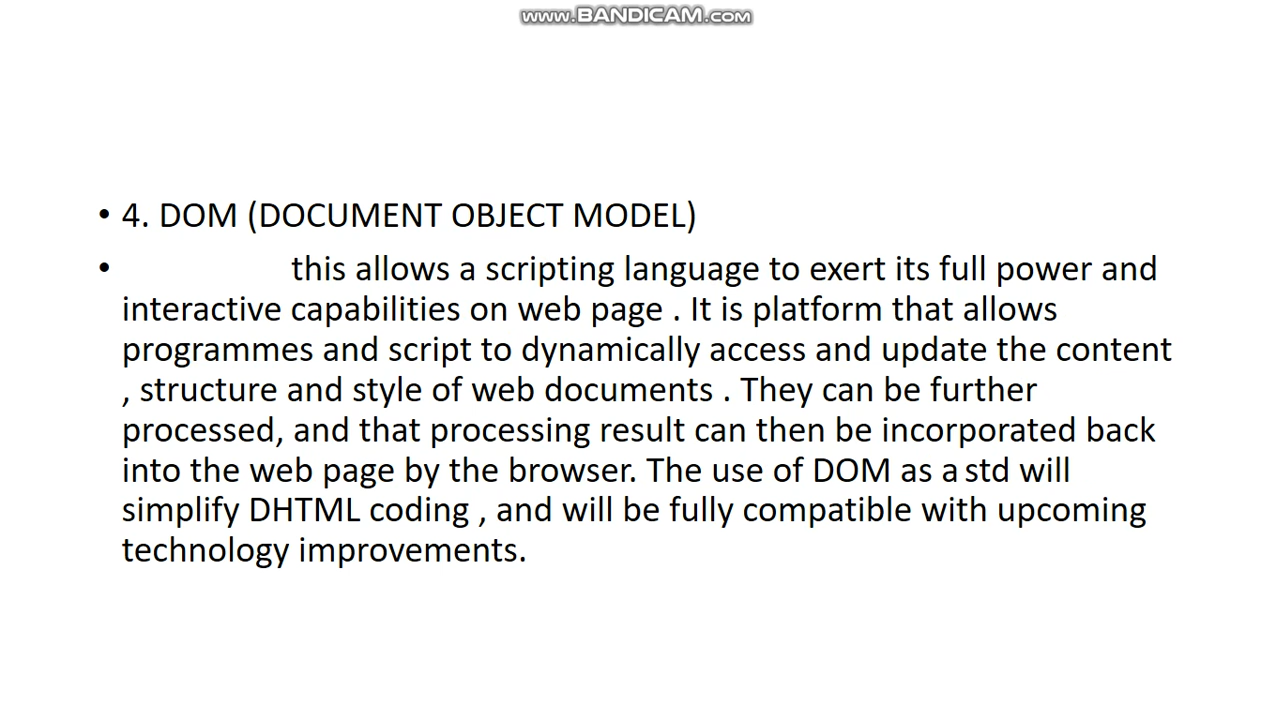 www.BANDICAM.com
• 4. DOM (DOCUMENT OBJECT MODEL)
• this allows a scripting language to exert its full power and
interactive capabilities on web page . It is platform that allows
programmes and script to dynamically access and update the content
, structure and style of web documents . They can be further
processed, and that processing result can then be incorporated back
into the web page by the browser. The use of DOM as a std will
simplify DHTML coding , and will be fully compatible with upcoming
technology improvements.